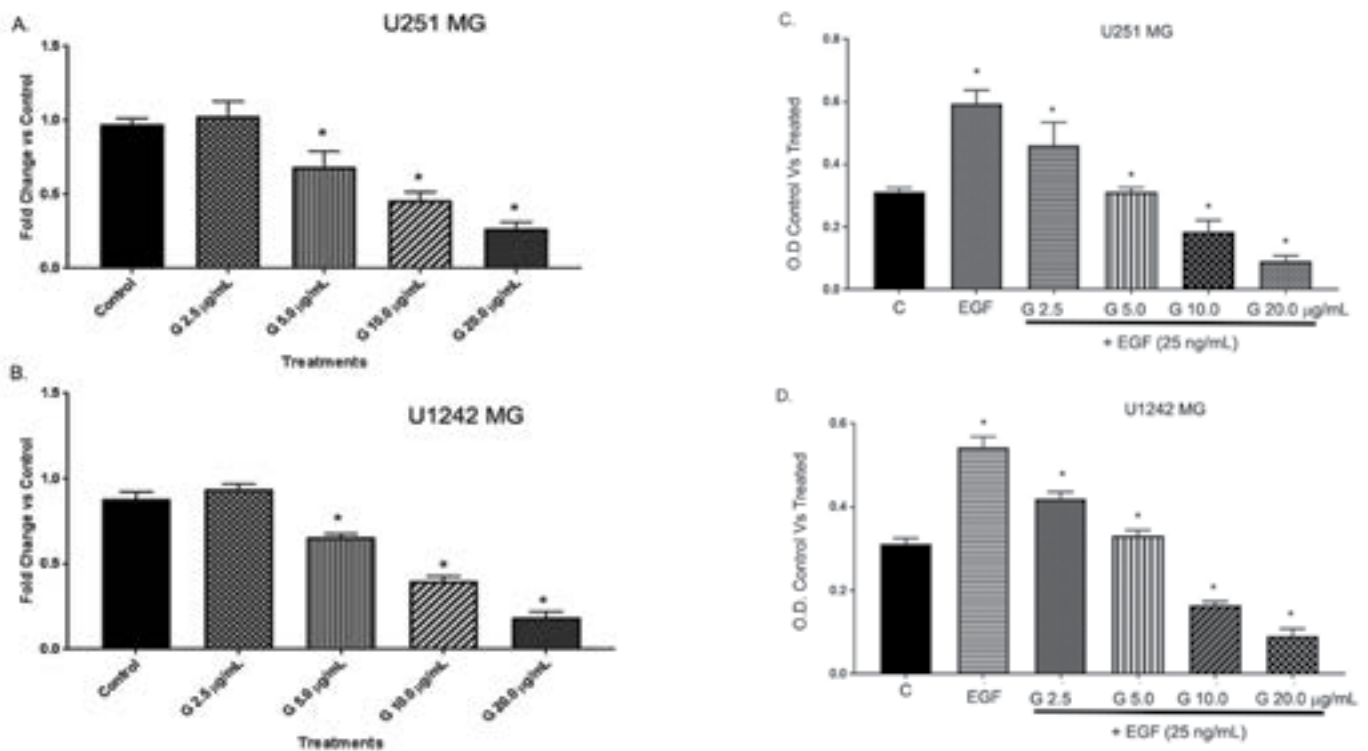 A.
U251 MG
Fold Change vs Control
1.5
1.0
0.5
0.0
Control
G 2.5 µg/mL
G 5.0 µg/mL
G 10.0 µg/mL
G 20.0 µg/mL
Treatments
B.
U1242 MG
Fold Change vs Control
1.5
1.0
0.5
0.0
Control
G 2.5 µg/mL
G 5.0 µg/mL
G 10.0 µg/mL
G 20.0 µg/mL
Treatments
C.
U251 MG
O.D Control Vs Treated
0.8
0.6
0.4
0.2
0.0
C EGF G 2.5 G 5.0 G 10.0 G 20.0 µg/mL
+ EGF (25 ng/mL)
D.
U1242 MG
O.D. Control Vs Treated
0.6
0.4
0.2
0.0
C EGF G 2.5 G 5.0 G 10.0 G 20.0 µg/mL
+ EGF (25 ng/mL)